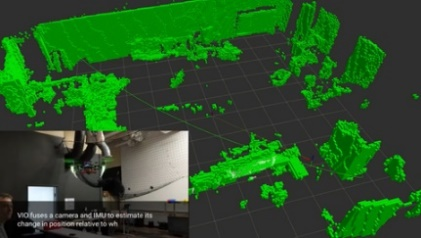 VIO fuses a camera and IMU to estimate its
change in position relative to wh